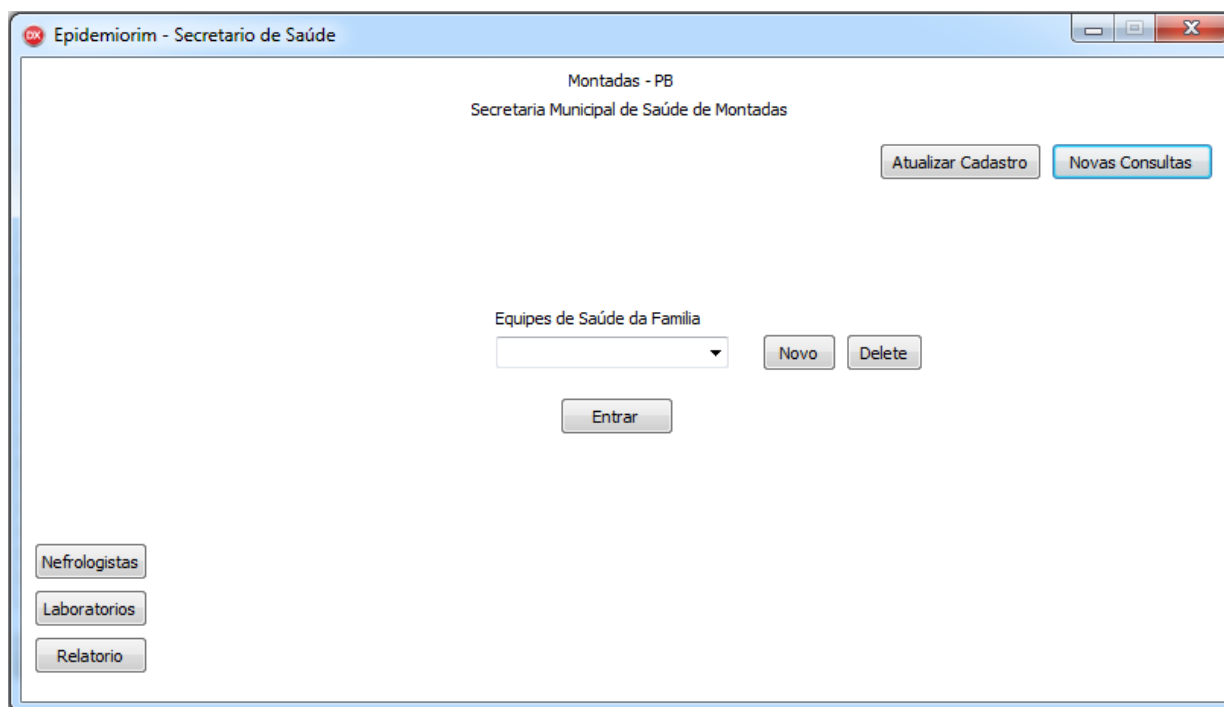 Epidemiorim - Secretario de Saúde
Montadas - PB
Secretaria Municipal de Saúde de Montadas
Atualizar Cadastro Novas Consultas
Equipes de Saúde da Familia
Novo Delete
Entrar
Nefrologistas
Laboratorios
Relatorio